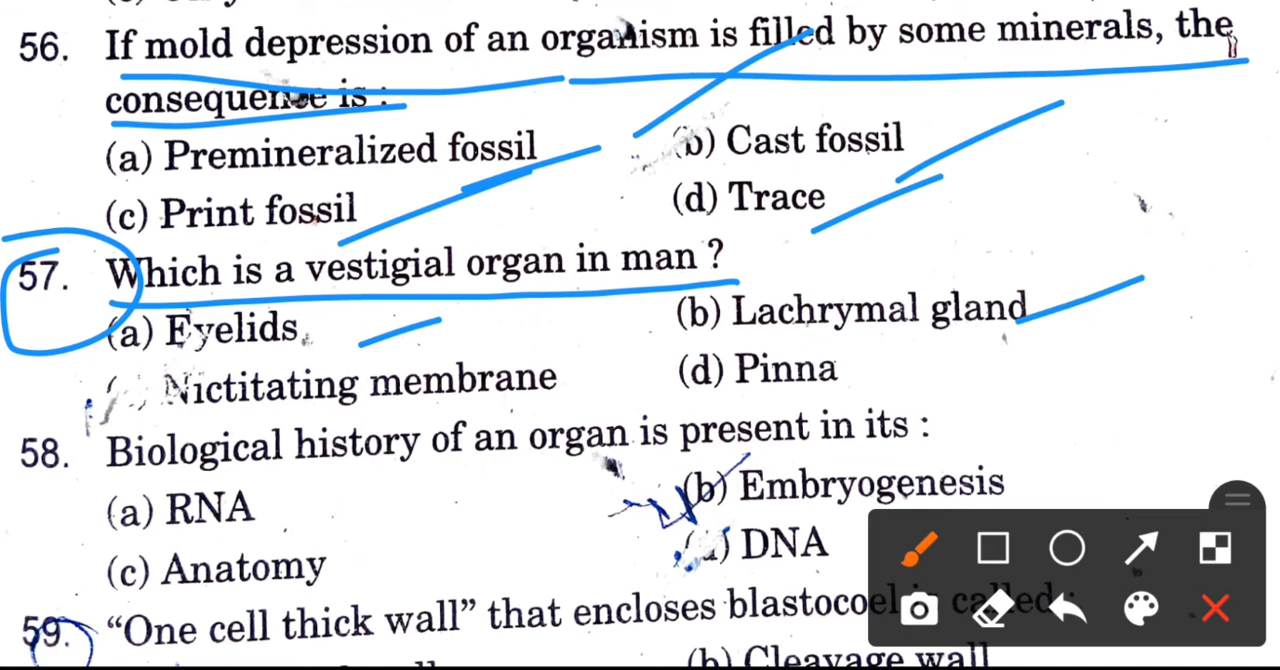 56. If mold depression of an organism is filled by some minerals, the
consequence is :
(a) Premineralized fossil (b) Cast fossil
(c) Print fossil (d) Trace
57. Which is a vestigial organ in man ?
(a) Eyelids (b) Lachrymal gland
Nictitating membrane (d) Pinna
58. Biological history of an organ is present in its :
(a) RNA (b) Embryogenesis
(c) Anatomy DNA
59. "One cell thick wall" that encloses blastocoel is called :
(b) Cleavage wall